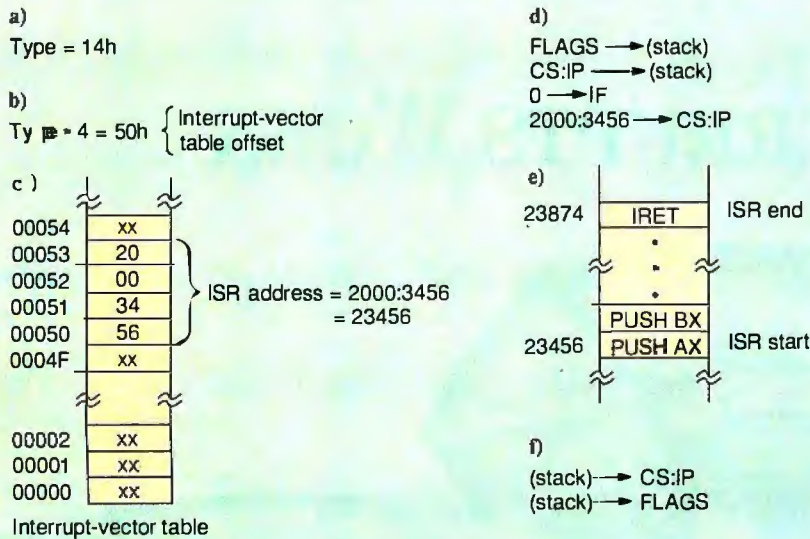 a)
Type = 14h
b)
Type * 4 = 50h { Interrupt-vector
table offset
c )
00054 xx
00053 20
00052 00
00051 34
00050 56
0004F xx
ISR address = 2000:3456
= 23456
00002 xx
00001 xx
00000 xx
Interrupt-vector table
d)
FLAGS → (stack)
CS:IP → (stack)
0 → IF
2000:3456 → CS:IP
e)
23874 IRET ISR end
PUSH BX
23456 PUSH AX ISR start
f)
(stack) → CS:IP
(stack) → FLAGS